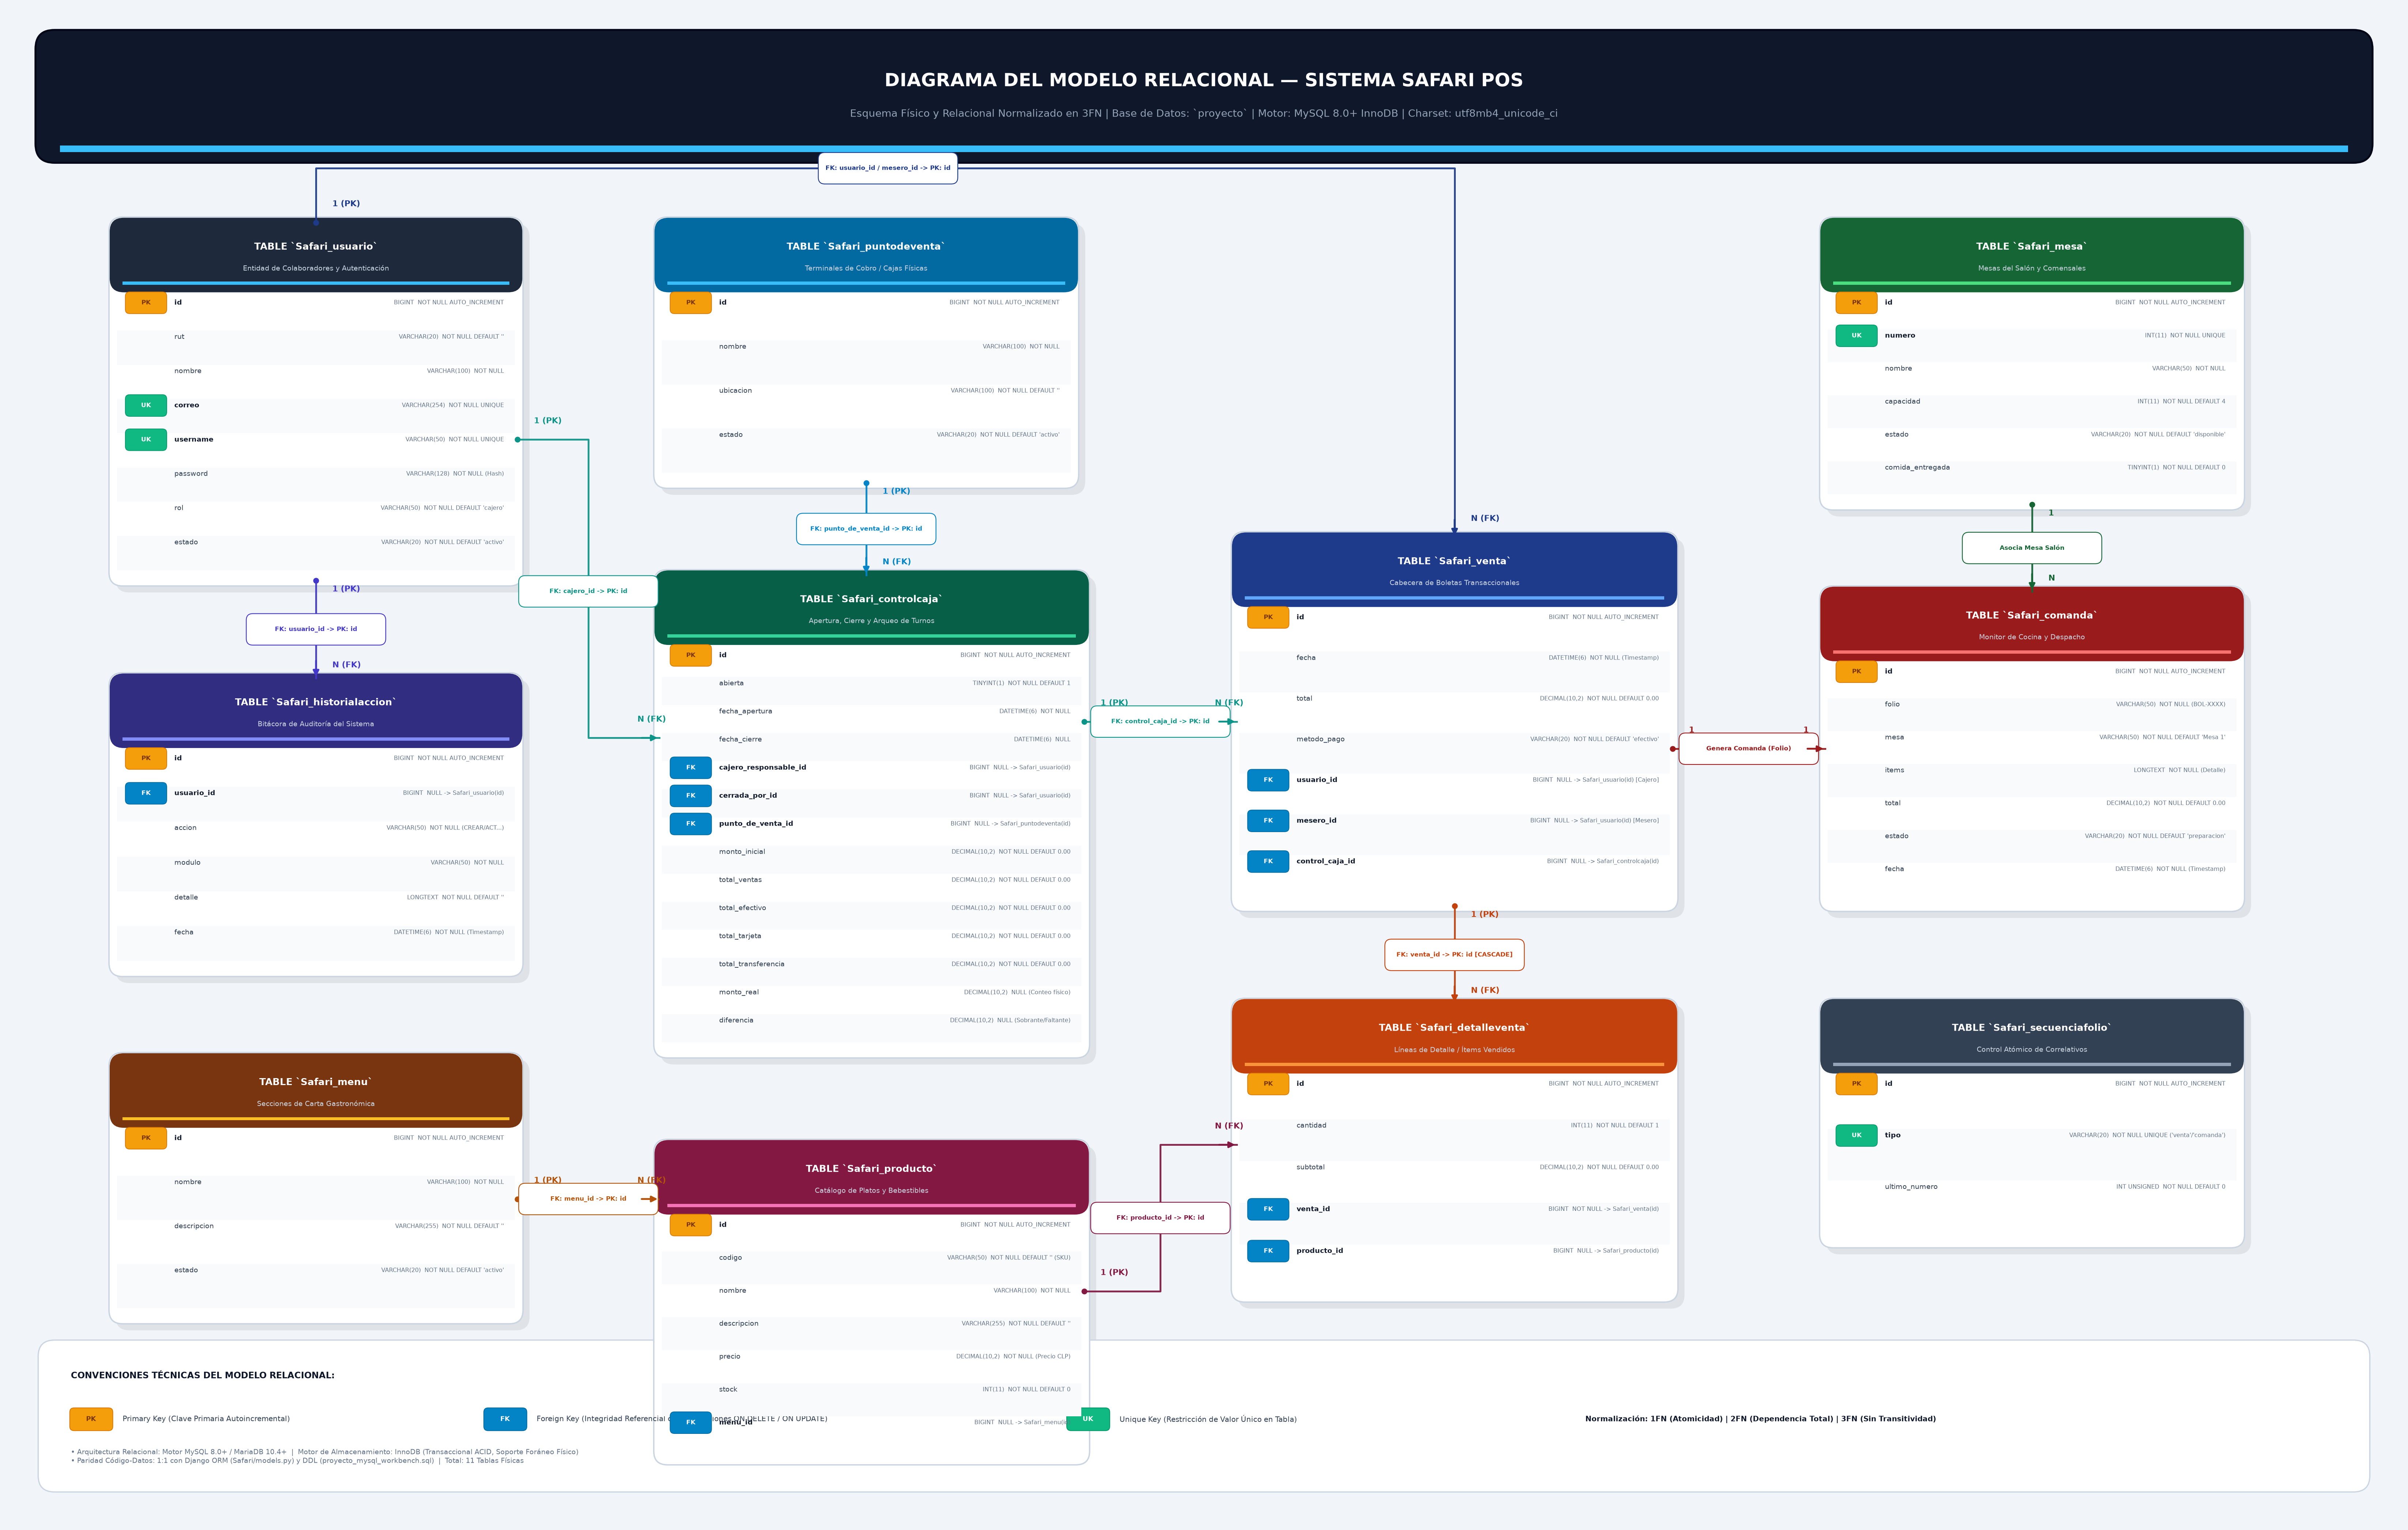 DIAGRAMA DEL MODELO RELACIONAL — SISTEMA SAFARI POS
Esquema Físico y Relacional Normalizado en 3FN | Base de Datos: `proyecto` | Motor: MySQL 8.0+ InnoDB | Charset: utf8mb4_unicode_ci
FK: usuario_id / mesero_id -> PK: id
1 (PK)
N (FK)
TABLE `Safari_usuario`
Entidad de Colaboradores y Autenticación
PK id BIGINT NOT NULL AUTO_INCREMENT
rut VARCHAR(20) NOT NULL DEFAULT ''
nombre VARCHAR(100) NOT NULL
UK correo VARCHAR(254) NOT NULL UNIQUE
UK username VARCHAR(50) NOT NULL UNIQUE
password VARCHAR(128) NOT NULL (Hash)
rol VARCHAR(50) NOT NULL DEFAULT 'cajero'
estado VARCHAR(20) NOT NULL DEFAULT 'activo'
1 (PK)
FK: cajero_id -> PK: id
N (FK)
1 (PK)
FK: usuario_id -> PK: id
N (FK)
TABLE `Safari_puntodeventa`
Terminales de Cobro / Cajas Físicas
PK id BIGINT NOT NULL AUTO_INCREMENT
nombre VARCHAR(100) NOT NULL
ubicacion VARCHAR(100) NOT NULL DEFAULT ''
estado VARCHAR(20) NOT NULL DEFAULT 'activo'
1 (PK)
FK: punto_de_venta_id -> PK: id
N (FK)
TABLE `Safari_mesa`
Mesas del Salón y Comensales
PK id BIGINT NOT NULL AUTO_INCREMENT
UK numero INT(11) NOT NULL UNIQUE
nombre VARCHAR(50) NOT NULL
capacidad INT(11) NOT NULL DEFAULT 4
estado VARCHAR(20) NOT NULL DEFAULT 'disponible'
comida_entregada TINYINT(1) NOT NULL DEFAULT 0
1
Asocia Mesa Salón
N
TABLE `Safari_historialaccion`
Bitácora de Auditoría del Sistema
PK id BIGINT NOT NULL AUTO_INCREMENT
FK usuario_id BIGINT NULL -> Safari_usuario(id)
accion VARCHAR(50) NOT NULL (CREAR/ACT...)
modulo VARCHAR(50) NOT NULL
detalle LONGTEXT NOT NULL DEFAULT ''
fecha DATETIME(6) NOT NULL (Timestamp)
TABLE `Safari_controlcaja`
Apertura, Cierre y Arqueo de Turnos
PK id BIGINT NOT NULL AUTO_INCREMENT
abierta TINYINT(1) NOT NULL DEFAULT 1
fecha_apertura DATETIME(6) NOT NULL
fecha_cierre DATETIME(6) NULL
FK cajero_responsable_id BIGINT NULL -> Safari_usuario(id)
FK cerrada_por_id BIGINT NULL -> Safari_usuario(id)
FK punto_de_venta_id BIGINT NULL -> Safari_puntodeventa(id)
monto_inicial DECIMAL(10,2) NOT NULL DEFAULT 0.00
total_ventas DECIMAL(10,2) NOT NULL DEFAULT 0.00
total_efectivo DECIMAL(10,2) NOT NULL DEFAULT 0.00
total_tarjeta DECIMAL(10,2) NOT NULL DEFAULT 0.00
total_transferencia DECIMAL(10,2) NOT NULL DEFAULT 0.00
monto_real DECIMAL(10,2) NULL (Conteo físico)
diferencia DECIMAL(10,2) NULL (Sobrante/Faltante)
1 (PK)
FK: control_caja_id -> PK: id
N (FK)
TABLE `Safari_venta`
Cabecera de Boletas Transaccionales
PK id BIGINT NOT NULL AUTO_INCREMENT
fecha DATETIME(6) NOT NULL (Timestamp)
total DECIMAL(10,2) NOT NULL DEFAULT 0.00
metodo_pago VARCHAR(20) NOT NULL DEFAULT 'efectivo'
FK usuario_id BIGINT NULL -> Safari_usuario(id) [Cajero]
FK mesero_id BIGINT NULL -> Safari_usuario(id) [Mesero]
FK control_caja_id BIGINT NULL -> Safari_controlcaja(id)
1
Genera Comanda (Folio)
1
1 (PK)
FK: venta_id -> PK: id [CASCADE]
N (FK)
TABLE `Safari_comanda`
Monitor de Cocina y Despacho
PK id BIGINT NOT NULL AUTO_INCREMENT
folio VARCHAR(50) NOT NULL (BOL-XXXX)
mesa VARCHAR(50) NOT NULL DEFAULT 'Mesa 1'
items LONGTEXT NOT NULL (Detalle)
total DECIMAL(10,2) NOT NULL DEFAULT 0.00
estado VARCHAR(20) NOT NULL DEFAULT 'preparacion'
fecha DATETIME(6) NOT NULL (Timestamp)
TABLE `Safari_menu`
Secciones de Carta Gastronómica
PK id BIGINT NOT NULL AUTO_INCREMENT
nombre VARCHAR(100) NOT NULL
descripcion VARCHAR(255) NOT NULL DEFAULT ''
estado VARCHAR(20) NOT NULL DEFAULT 'activo'
1 (PK)
FK: menu_id -> PK: id
N (FK)
TABLE `Safari_producto`
Catálogo de Platos y Bebestibles
PK id BIGINT NOT NULL AUTO_INCREMENT
codigo VARCHAR(50) NOT NULL DEFAULT '' (SKU)
nombre VARCHAR(100) NOT NULL
descripcion VARCHAR(255) NOT NULL DEFAULT ''
precio DECIMAL(10,2) NOT NULL (Precio CLP)
stock INT(11) NOT NULL DEFAULT 0
FK menu_id BIGINT NULL -> Safari_menu
1 (PK)
FK: producto_id -> PK: id
N (FK)
TABLE `Safari_detalleventa`
Líneas de Detalle / Ítems Vendidos
PK id BIGINT NOT NULL AUTO_INCREMENT
cantidad INT(11) NOT NULL DEFAULT 1
subtotal DECIMAL(10,2) NOT NULL DEFAULT 0.00
FK venta_id BIGINT NOT NULL -> Safari_venta(id)
FK producto_id BIGINT NULL -> Safari_producto(id)
TABLE `Safari_secuenciafolio`
Control Atómico de Correlativos
PK id BIGINT NOT NULL AUTO_INCREMENT
UK tipo VARCHAR(20) NOT NULL UNIQUE ('venta'/'comanda')
ultimo_numero INT UNSIGNED NOT NULL DEFAULT 0
CONVENCIONES TÉCNICAS DEL MODELO RELACIONAL:
PK Primary Key (Clave Primaria Autoincremental)
FK Foreign Key (Integridad Referencial ON DELETE / ON UPDATE)
UK Unique Key (Restricción de Valor Único en Tabla)
Normalización: 1FN (Atomicidad) | 2FN (Dependencia Total) | 3FN (Sin Transitividad)
• Arquitectura Relacional: Motor MySQL 8.0+ / MariaDB 10.4+ | Motor de Almacenamiento: InnoDB (Transaccional ACID, Soporte Foráneo Físico)
• Paridad Código-Datos: 1:1 con Django ORM (Safari/models.py) y DDL (proyecto_mysql_workbench.sql) | Total: 11 Tablas Físicas